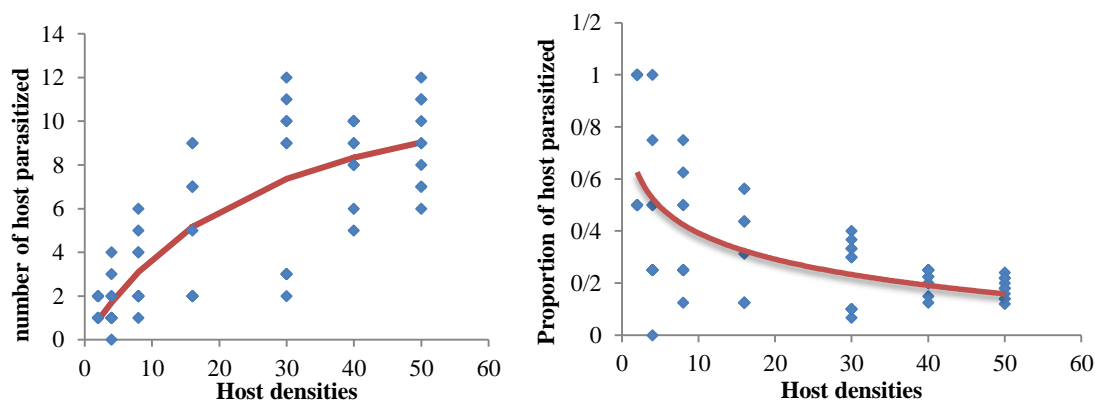 number of host parasitized
14
12
10
8
6
4
2
0
0 10 20 30 40 50 60
Host densities
Proportion of host parasitized
1/2
1
0/8
0/6
0/4
0/2
0
0 10 20 30 40 50 60
Host densities